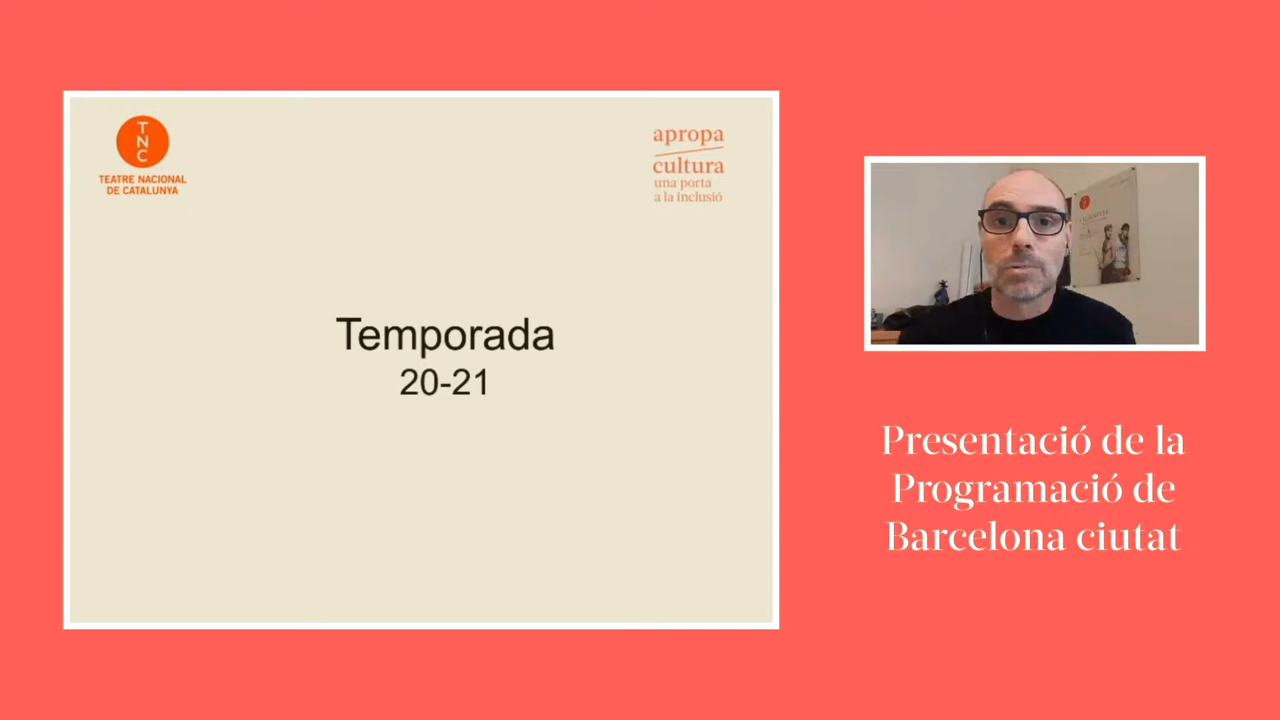 TNC
TEATRE NACIONAL
DE CATALUNYA
apropa
cultura
una porta
a la inclusió
Temporada
20-21
Presentació de la
Programació de
Barcelona ciutat